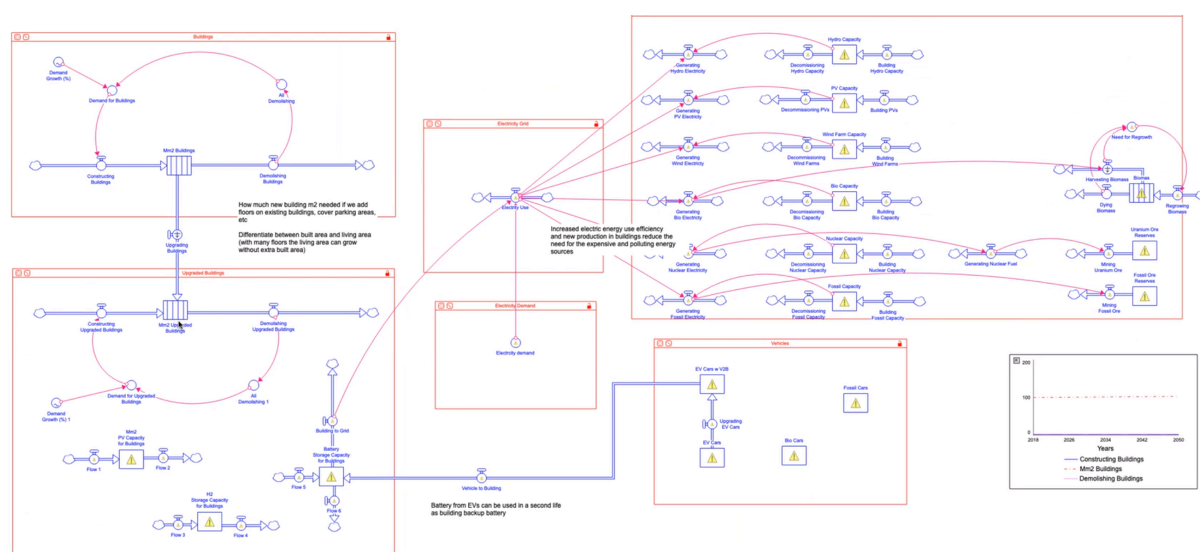 Buildings
Demand
Growth (%)
Demand for Buildings
All
Demolishing
Mm2 Buildings
Constructing
Buildings
Demolishing
Buildings
Upgrading
Buildings
How much new building m2 needed if we add
floors on existing buildings, cover parking areas,
etc
Differentiate between built area and living area
(with many floors the living area can grow
without extra built area)
Upgraded Buildings
Constructing
Upgraded Buildings
Mm2 Upgraded
Buildings
Demolishing
Upgraded Buildings
Demand for Upgraded
Buildings
All
Demolishing 1
Demand
Growth (%) 1
Mm2
PV Capacity
for Buildings
Flow 1
Flow 2
H2
Storage Capacity
for Buildings
Flow 3
Flow 4
Building to Grid
Battery
Storage Capacity
for Buildings
Flow 5
Flow 6
Vehicle to Building
Battery from EVs can be used in a second life
as building backup battery
Electricity Grid
Electricity Use
Increased electric energy use efficiency
and new production in buildings reduce the
need for the expensive and polluting energy
sources
Electricity Demand
Electricity demand
Hydro Capacity
Generating
Hydro Electricity
Decomissioning
Hydro Capacity
Building
Hydro Capacity
PV Capacity
Generating
PV Electricity
Decommissioning PVs
Building PVs
Wind Farm Capacity
Generating
Wind Electricty
Decommissioning
Wind Farms
Building
Wind Farms
Bio Capacity
Generating
Bio Electricity
Decomissioning
Bio Capacity
Building
Bio Capacity
Nuclear Capacity
Generating
Nuclear Electricity
Decomissioning
Nuclear Capacity
Building
Nuclear Capacity
Generating Nuclear Fuel
Fossil Capacity
Generating
Fossil Electricity
Decomissioning
Fossil Capacity
Building
Fossil Capacity
Need for Regrowth
Harvesting Biomass
Biomas
Dying
Biomass
Regrowing
Biomass
Uranium Ore
Reserves
Mining
Uranium Ore
Fossil Ore
Reserves
Mining
Fossil Ore
Vehicles
EV Cars w V2B
Upgrading
EV Cars
EV Cars
Fossil Cars
Bio Cars
200
100
0
2018
2026
2034
2042
2050
Years
Constructing Buildings
Mm2 Buildings
Demolishing Buildings